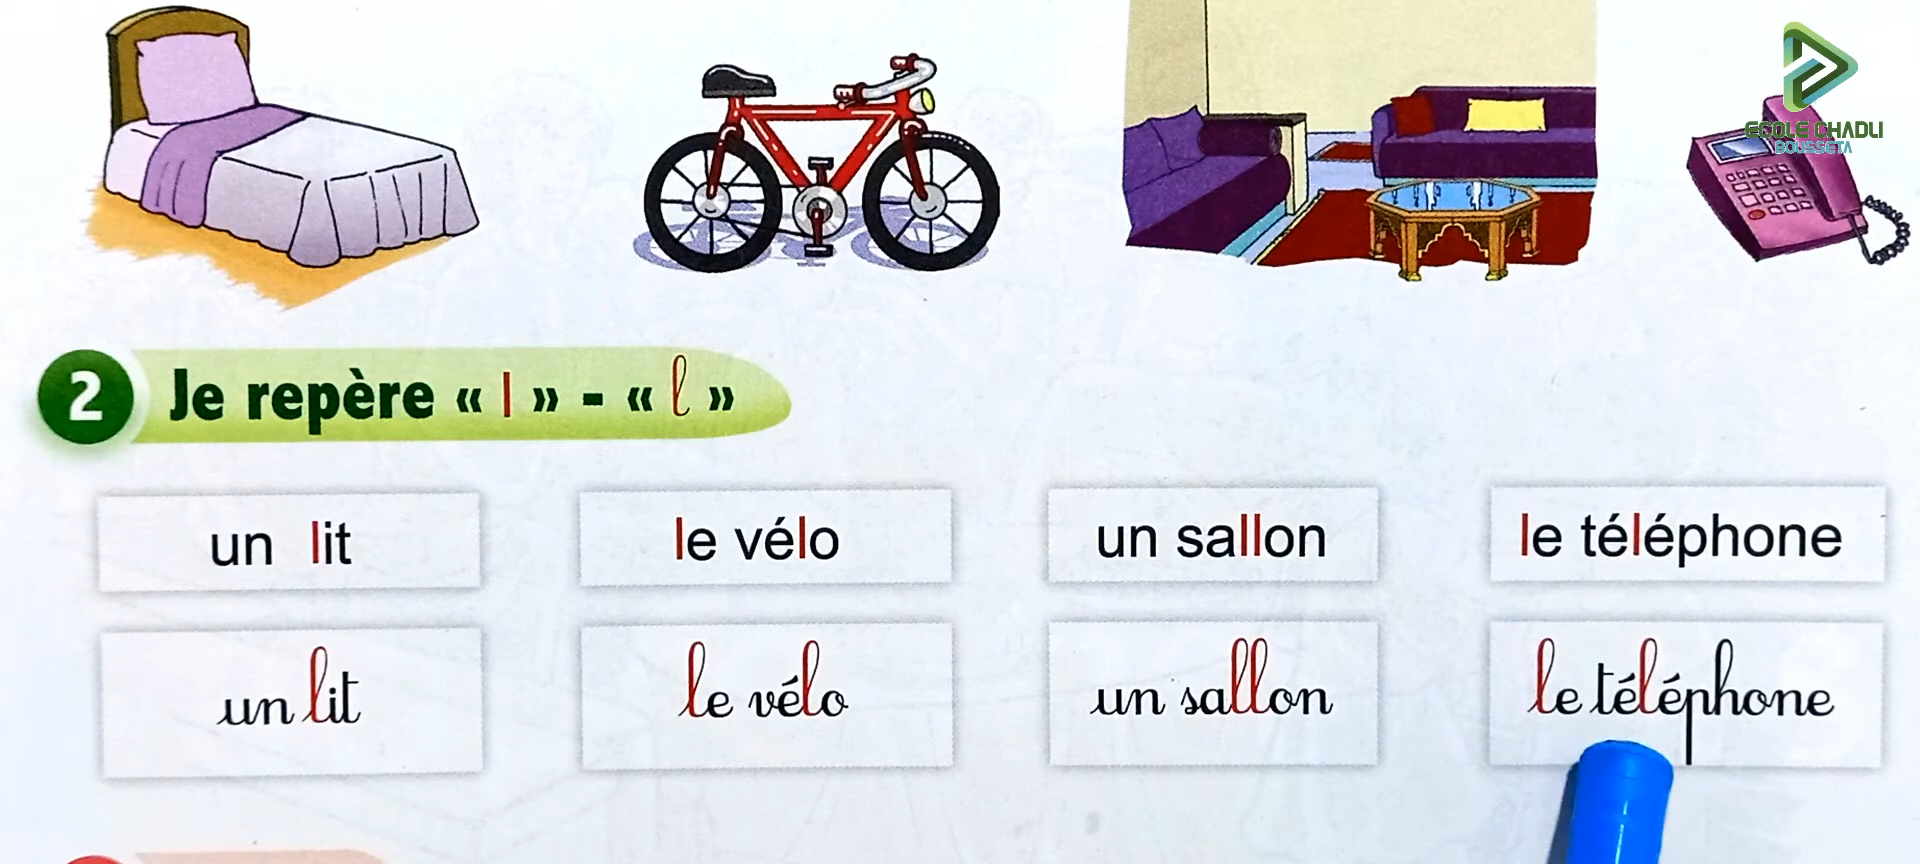 ECOLE CHADLI
BOUSSETA
2 Je repère « l » - « l »
un lit
le vélo
un sallon
le téléphone
un lit
le vélo
un sallon
le téléphone